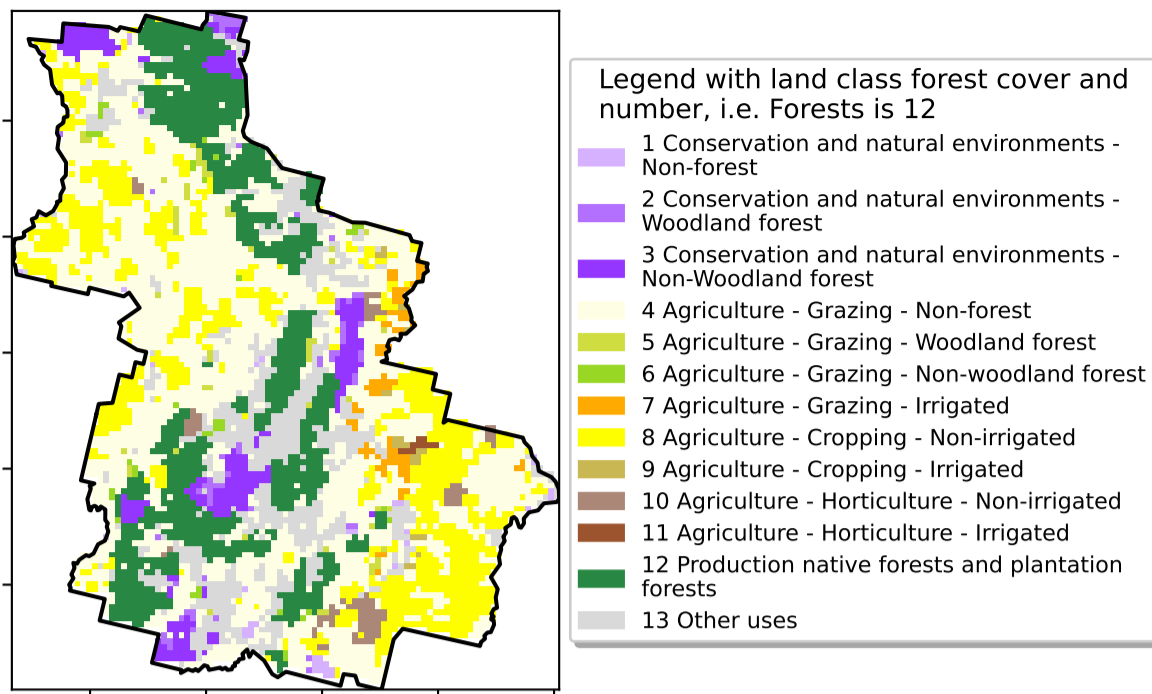 Legend with land class forest cover and
number, i.e. Forests is 12
1 Conservation and natural environments -
Non-forest
2 Conservation and natural environments -
Woodland forest
3 Conservation and natural environments -
Non-Woodland forest
4 Agriculture - Grazing - Non-forest
5 Agriculture - Grazing - Woodland forest
6 Agriculture - Grazing - Non-woodland forest
7 Agriculture - Grazing - Irrigated
8 Agriculture - Cropping - Non-irrigated
9 Agriculture - Cropping - Irrigated
10 Agriculture - Horticulture - Non-irrigated
11 Agriculture - Horticulture - Irrigated
12 Production native forests and plantation
forests
13 Other uses